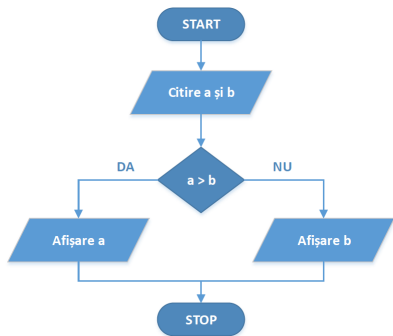 START
Citire a și b
DA
NU
a > b
Afișare a
Afișare b
STOP